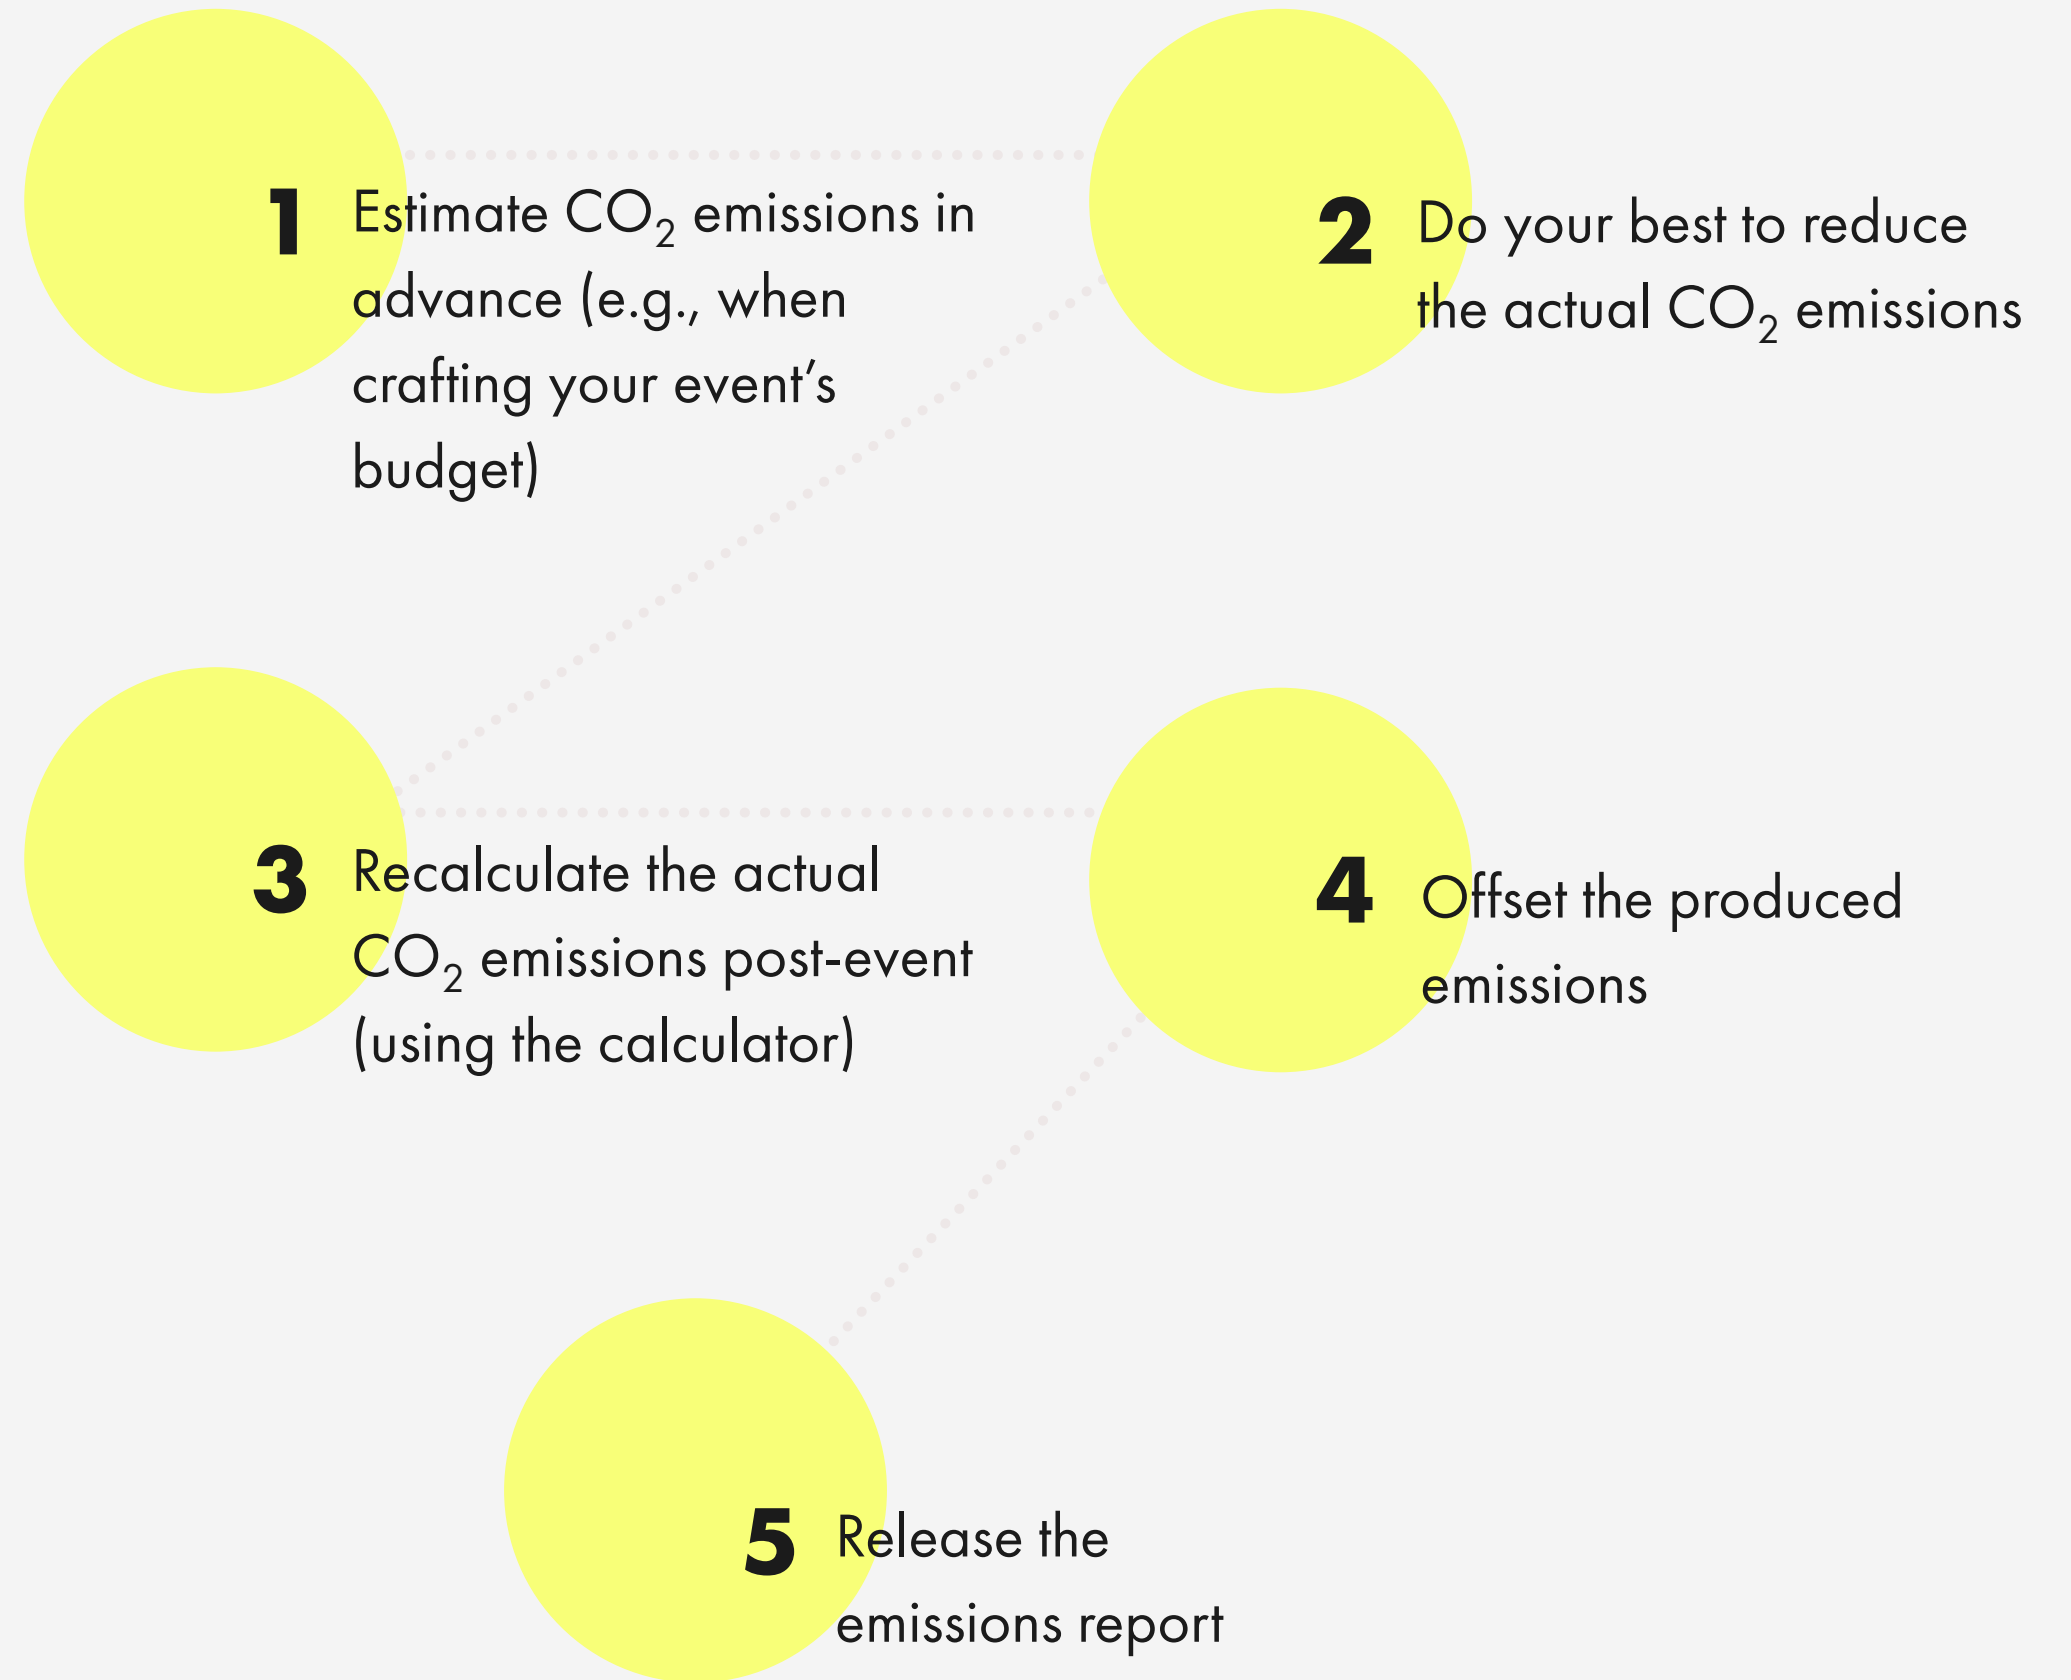 1 Estimate CO₂ emissions in
advance (e.g., when
crafting your event’s
budget)
2 Do your best to reduce
the actual CO₂ emissions
3 Recalculate the actual
CO₂ emissions post-event
(using the calculator)
4 Offset the produced
emissions
5 Release the
emissions report